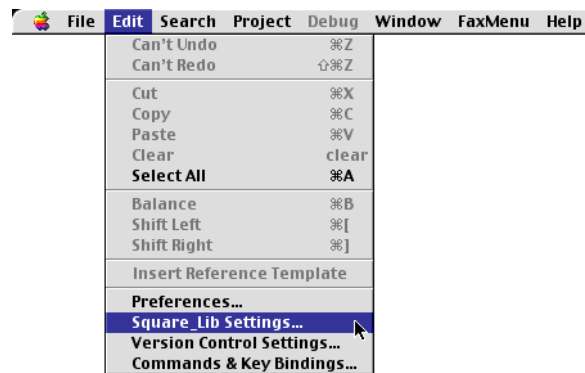 File Edit Search Project Debug Window FaxMenu Help
Can't Undo ⌘Z
Can't Redo ⇧⌘Z
Cut ⌘X
Copy ⌘C
Paste ⌘V
Clear clear
Select All ⌘A
Balance ⌘B
Shift Left ⌘[
Shift Right ⌘]
Insert Reference Template
Preferences...
Square_Lib Settings...
Version Control Settings...
Commands & Key Bindings...